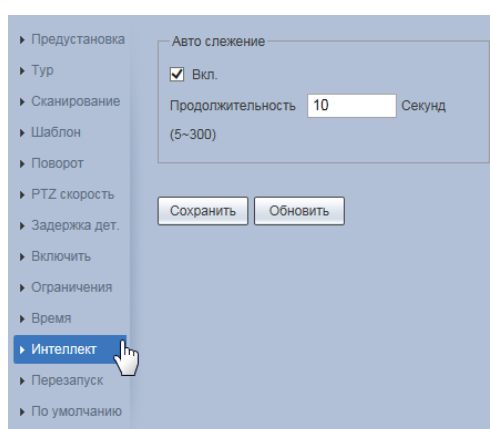 Предустановка
Тур
Сканирование
Шаблон
Поворот
PTZ скорость
Задержка дет.
Включить
Ограничения
Время
Интеллект
Перезапуск
По умолчанию
Авто слежение
Вкл.
Продолжительность 10 Секунд
(5~300)
Сохранить Обновить